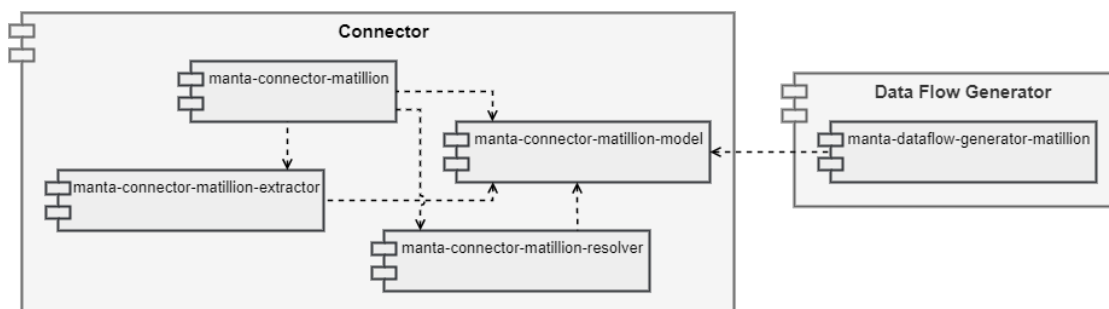 Connector
manta-connector-matillion
Data Flow Generator
manta-connector-matillion-model
manta-dataflow-generator-matillion
manta-connector-matillion-extractor
manta-connector-matillion-resolver